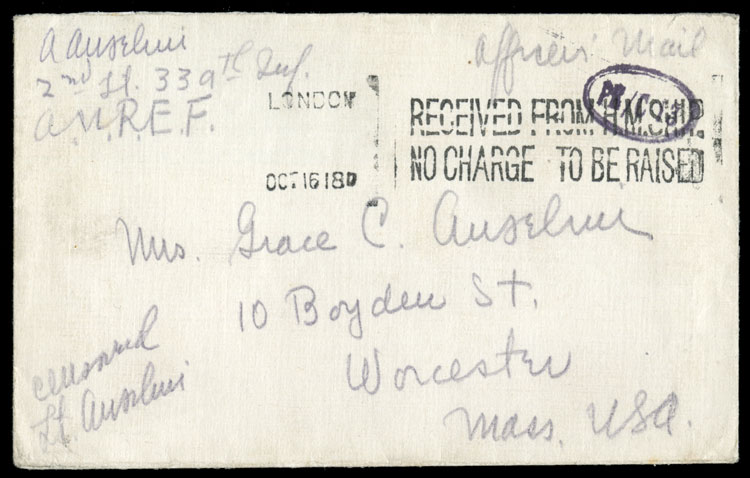 A Anselmi
2nd Lt. 339th Inf.
A.N.R.E.F.
Officers' Mail
LONDON
OCT 16 18
RECEIVED FROM H.M. SHIP.
NO CHARGE TO BE RAISED
Mrs. Grace C. Anselmi
10 Boyden St.
Worcester
Mass. USA.
censored
Lt. Anselmi